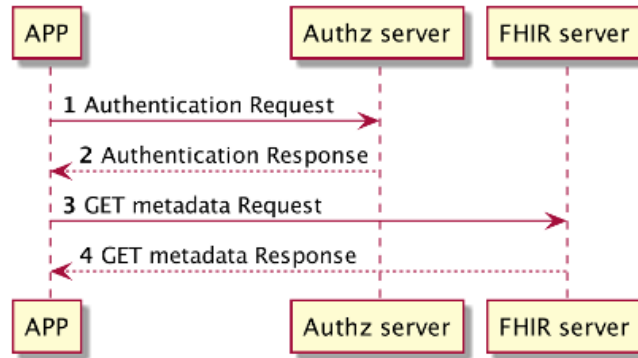 APP Authz server FHIR server
1 Authentication Request
2 Authentication Response
3 GET metadata Request
4 GET metadata Response
APP Authz server FHIR server